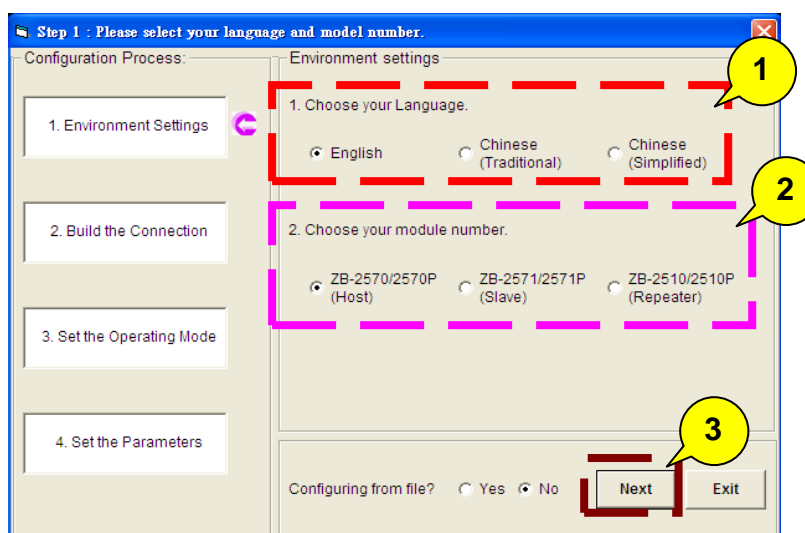 Step 1 : Please select your language and model number.
Configuration Process:
1. Environment Settings
2. Build the Connection
3. Set the Operating Mode
4. Set the Parameters
Environment settings
1
1. Choose your Language.
English
Chinese
(Traditional)
Chinese
(Simplified)
2
2. Choose your module number.
ZB-2570/2570P
(Host)
ZB-2571/2571P
(Slave)
ZB-2510/2510P
(Repeater)
3
Configuring from file? Yes No
Next
Exit